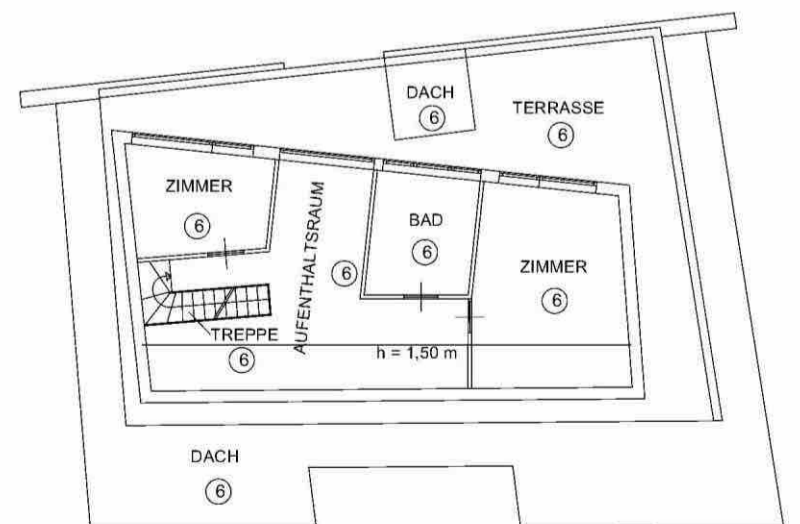 DACH
6
TERRASSE
6
ZIMMER
6
AUFENTHALTSRAUM
6
BAD
6
ZIMMER
6
TREPPE
6
h = 1,50 m
DACH
6